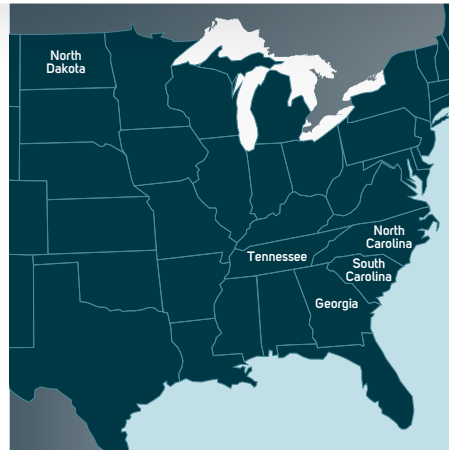 North
Dakota
North
Carolina
Tennessee
South
Carolina
Georgia